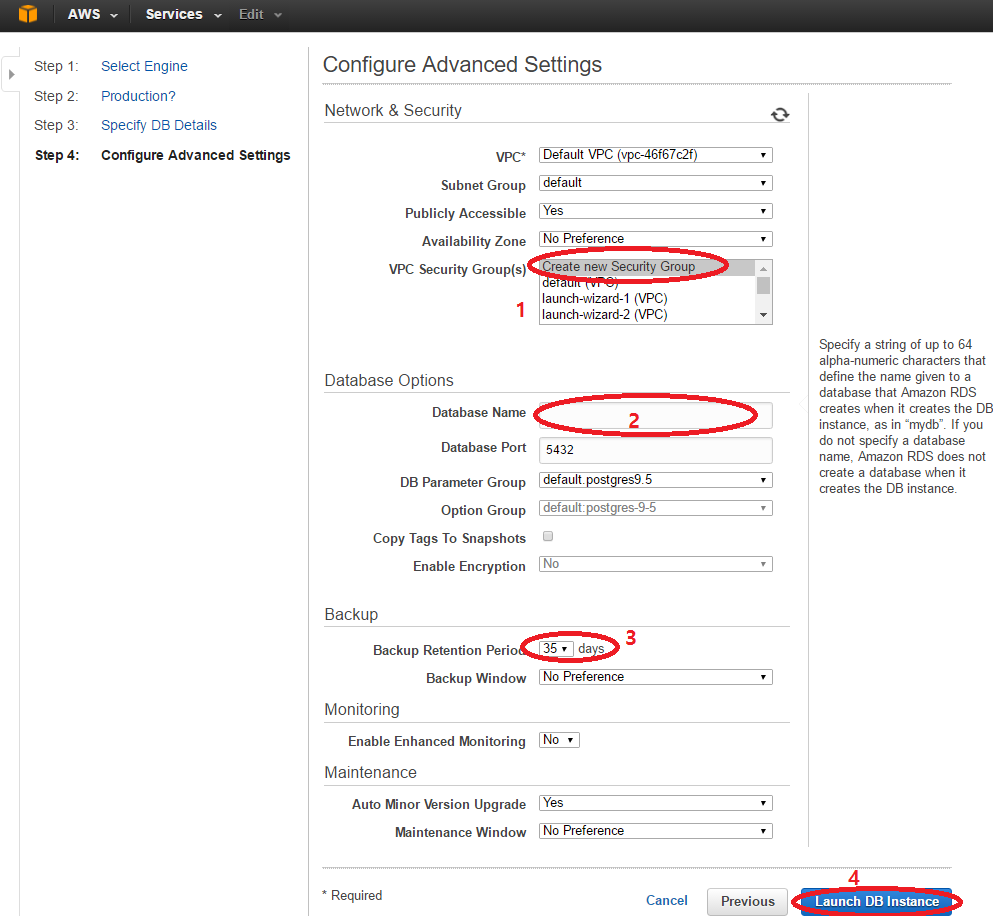 AWS Services Edit
Step 1: Select Engine
Step 2: Production?
Step 3: Specify DB Details
Step 4: Configure Advanced Settings
Configure Advanced Settings
Network & Security
VPC* Default VPC (vpc-46f67c2f)
Subnet Group default
Publicly Accessible Yes
Availability Zone No Preference
VPC Security Group(s) Create new Security Group
default (VPC)
launch-wizard-1 (VPC)
launch-wizard-2 (VPC)
1
Database Options
Database Name
2
Database Port 5432
DB Parameter Group default.postgres9.5
Option Group default:postgres-9-5
Copy Tags To Snapshots
Enable Encryption No
Backup
Backup Retention Period 35 days
3
Backup Window No Preference
Monitoring
Enable Enhanced Monitoring No
Maintenance
Auto Minor Version Upgrade Yes
Maintenance Window No Preference
Specify a string of up to 64
alpha-numeric characters that
define the name given to a
database that Amazon RDS
creates when it creates the DB
instance, as in “mydb”. If you
do not specify a database
name, Amazon RDS does not
create a database when it
creates the DB instance.
4
* Required
Cancel Previous Launch DB Instance